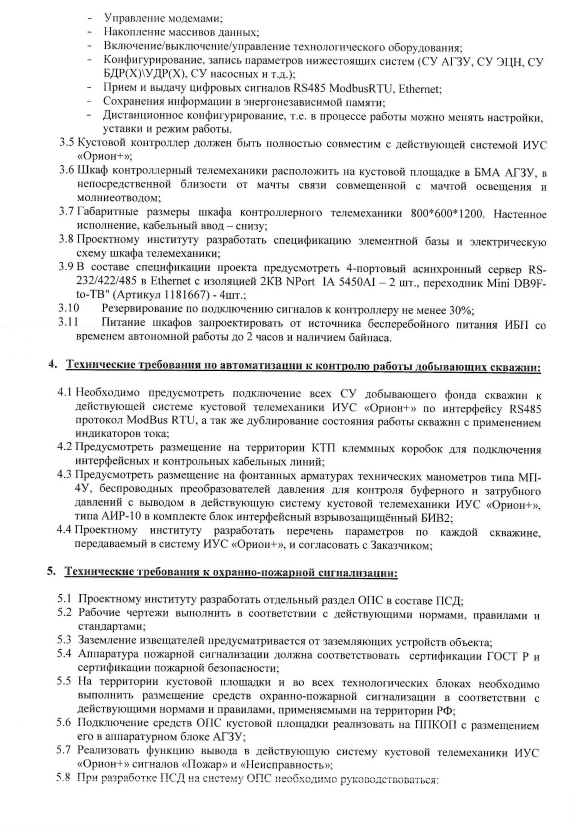 - Управление модемами;
- Накопление массивов данных;
- Включение/выключение/управление технологического оборудования;
- Конфигурирование, запись параметров нижестоящих систем (СУ АГЗУ, СУ ЭЦН, СУ
БДР(Х)\УДР(Х), СУ насосных и т.д.);
- Прием и выдачу цифровых сигналов RS485 ModbusRTU, Ethernet;
- Сохранения информации в энергонезависимой памяти;
- Дистанционное конфигурирование, т.е. в процессе работы можно менять настройки,
уставки и режим работы.
3.5 Кустовой контроллер должен быть полностью совместим с действующей системой ИУС
«Орион+»;
3.6 Шкаф контроллерный телемеханики расположить на кустовой площадке в БМА АГЗУ, в
непосредственной близости от мачты связи совмещенной с мачтой освещения и
молниеотводом;
3.7 Габаритные размеры шкафа контроллерного телемеханики 800*600*1200. Настенное
исполнение, кабельный ввод – снизу;
3.8 Проектному институту разработать спецификацию элементной базы и электрическую
схему шкафа телемеханики;
3.9 В составе спецификации проекта предусмотреть 4-портовый асинхронный сервер RS-
232/422/485 в Ethernet с изоляцией 2КВ NPort IA 5450AI – 2 шт., переходник Mini DB9F-
to-TB" (Артикул 1181667) - 4шт.;
3.10 Резервирование по подключению сигналов к контроллеру не менее 30%;
3.11 Питание шкафов запроектировать от источника бесперебойного питания ИБП со
временем автономной работы до 2 часов и наличием байпаса.
4. Технические требования по автоматизации к контролю работы добывающих скважин:
4.1 Необходимо предусмотреть подключение всех СУ добывающего фонда скважин к
действующей системе кустовой телемеханики ИУС «Орион+» по интерфейсу RS485
протокол ModBus RTU, а так же дублирование состояния работы скважин с применением
индикаторов тока;
4.2 Предусмотреть размещение на территории КТП клеммных коробок для подключения
интерфейсных и контрольных кабельных линий;
4.3 Предусмотреть размещение на фонтанных арматурах технических манометров типа МП-
4У, беспроводных преобразователей давления для контроля буферного и затрубного
давлений с выводом в действующую систему кустовой телемеханики ИУС «Орион+»,
типа АИР-10 в комплекте блок интерфейсный взрывозащищённый БИВ2;
4.4 Проектному институту разработать перечень параметров по каждой скважине,
передаваемый в систему ИУС «Орион+», и согласовать с Заказчиком;
5. Технические требования к охранно-пожарной сигнализации:
5.1 Проектному институту разработать отдельный раздел ОПС в составе ПСД;
5.2 Рабочие чертежи выполнить в соответствии с действующими нормами, правилами и
стандартами;
5.3 Заземление извещателей предусматривается от заземляющих устройств объекта;
5.4 Аппаратура пожарной сигнализации должна соответствовать сертификации ГОСТ Р и
сертификации пожарной безопасности;
5.5 На территории кустовой площадки и во всех технологических блоках необходимо
выполнить размещение средств охранно-пожарной сигнализации в соответствии с
действующими нормами и правилами, применяемыми на территории РФ;
5.6 Подключение средств ОПС кустовой площадки реализовать на ППКОП с размещением
его в аппаратурном блоке АГЗУ;
5.7 Реализовать функцию вывода в действующую систему кустовой телемеханики ИУС
«Орион+» сигналов «Пожар» и «Неисправность»;
5.8 При разработке ПСД на систему ОПС необходимо руководствоваться: